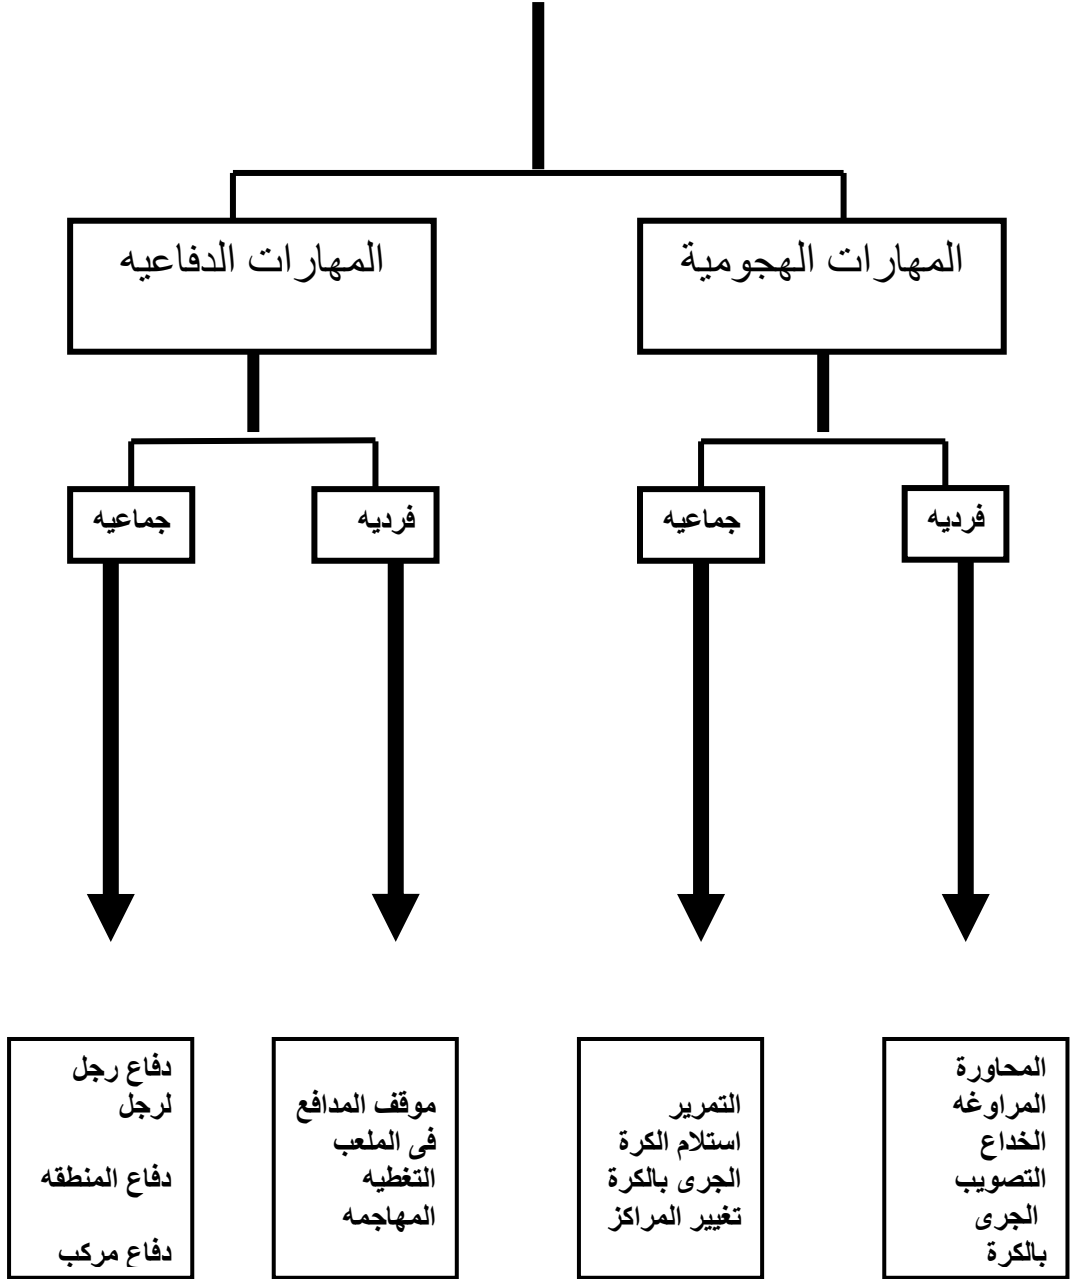 المهارات الهجومية
المهارات الدفاعيه
فرديه
جماعيه
فرديه
جماعيه
المحاورة
المراوغه
الخداع
التصويب
الجرى
بالكرة
التمرير
استلام الكرة
الجرى بالكرة
تغيير المراكز
موقف المدافع
فى الملعب
التغطيه
المهاجمه
دفاع رجل
لرجل
دفاع المنطقه
دفاع مركب